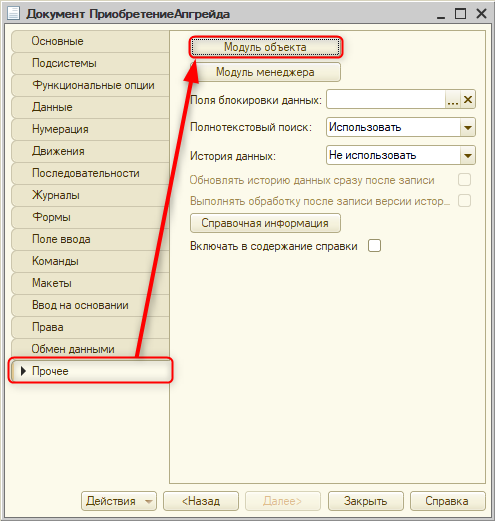 Документ ПриобретениеАпгрейда
Основные
Подсистемы
Функциональные опции
Данные
Нумерация
Движения
Последовательности
Журналы
Формы
Поле ввода
Команды
Макеты
Ввод на основании
Права
Обмен данными
Прочее
Модуль объекта
Модуль менеджера
Поля блокировки данных: ...
Полнотекстовый поиск: Использовать
История данных: Не использовать
Обновлять историю данных сразу после записи
Выполнять обработку после записи версии истор...
Справочная информация
Включать в содержание справки
Действия <Назад Далее> Закрыть Справка